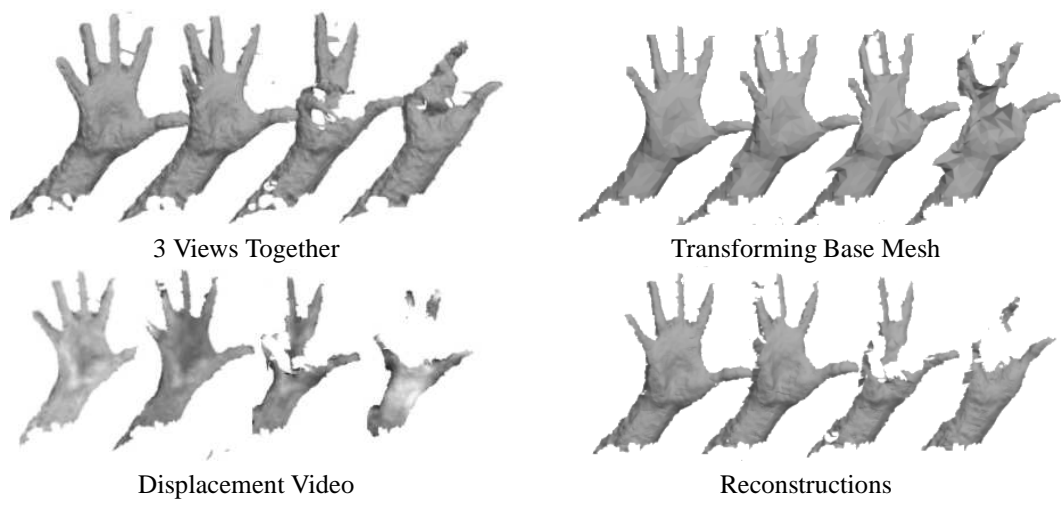 3 Views Together
Transforming Base Mesh
Displacement Video
Reconstructions